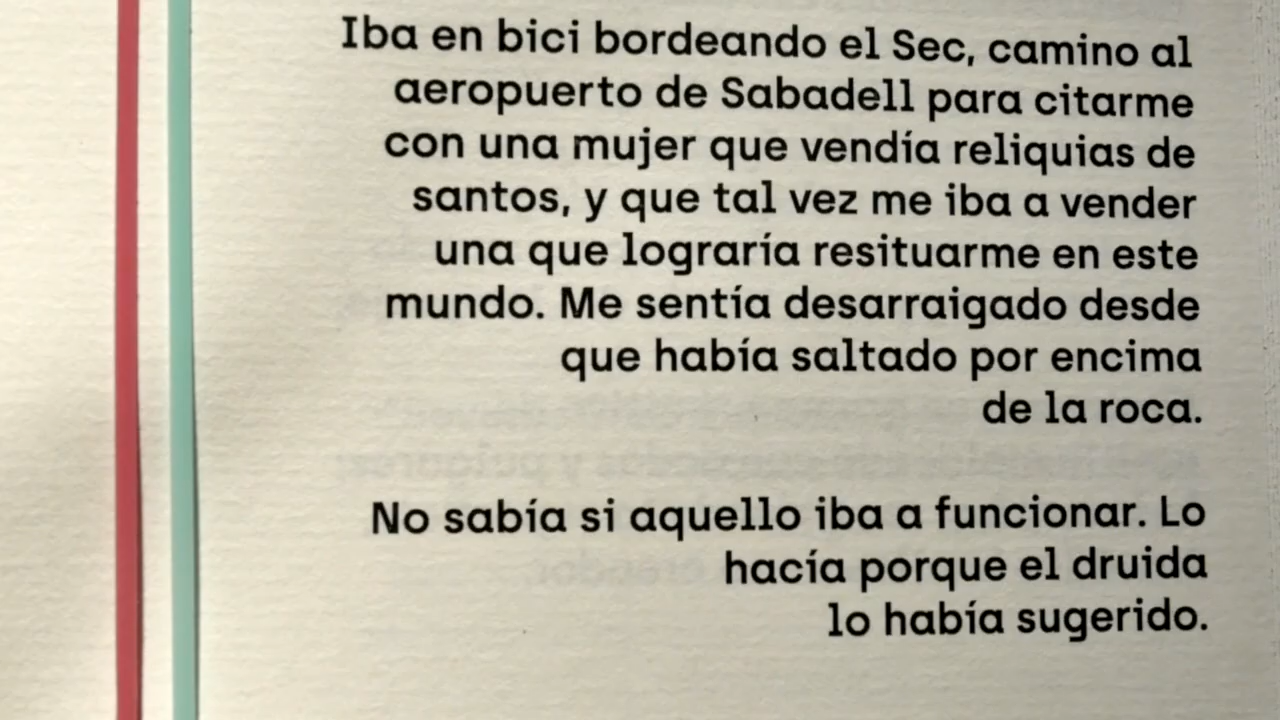 Iba en bici bordeando el Sec, camino al
aeropuerto de Sabadell para citarme
con una mujer que vendía reliquias de
santos, y que tal vez me iba a vender
una que lograría resituarme en este
mundo. Me sentía desarraigado desde
que había saltado por encima
de la roca.
No sabía si aquello iba a funcionar. Lo
hacía porque el druida
lo había sugerido.